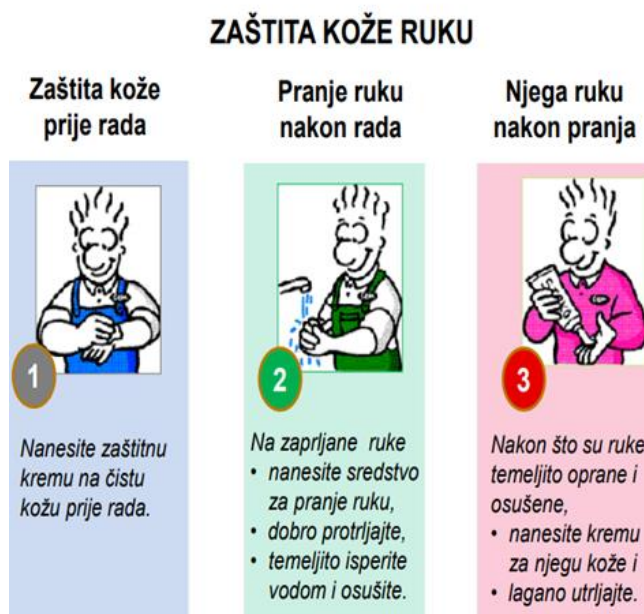 ZAŠTITA KOŽE RUKU
Zaštita kože
prije rada
1
Nanesite zaštitnu
kremu na čistu
kožu prije rada.
Pranje ruku
nakon rada
2
Na zaprljane ruke
• nanesite sredstvo
za pranje ruku,
• dobro protrljajte,
• temeljito isperite
vodom i osušite.
Njega ruku
nakon pranja
3
Nakon što su ruke
temeljito oprane i
osušene,
• nanesite kremu
za njegu kože i
• lagano utrljajte.